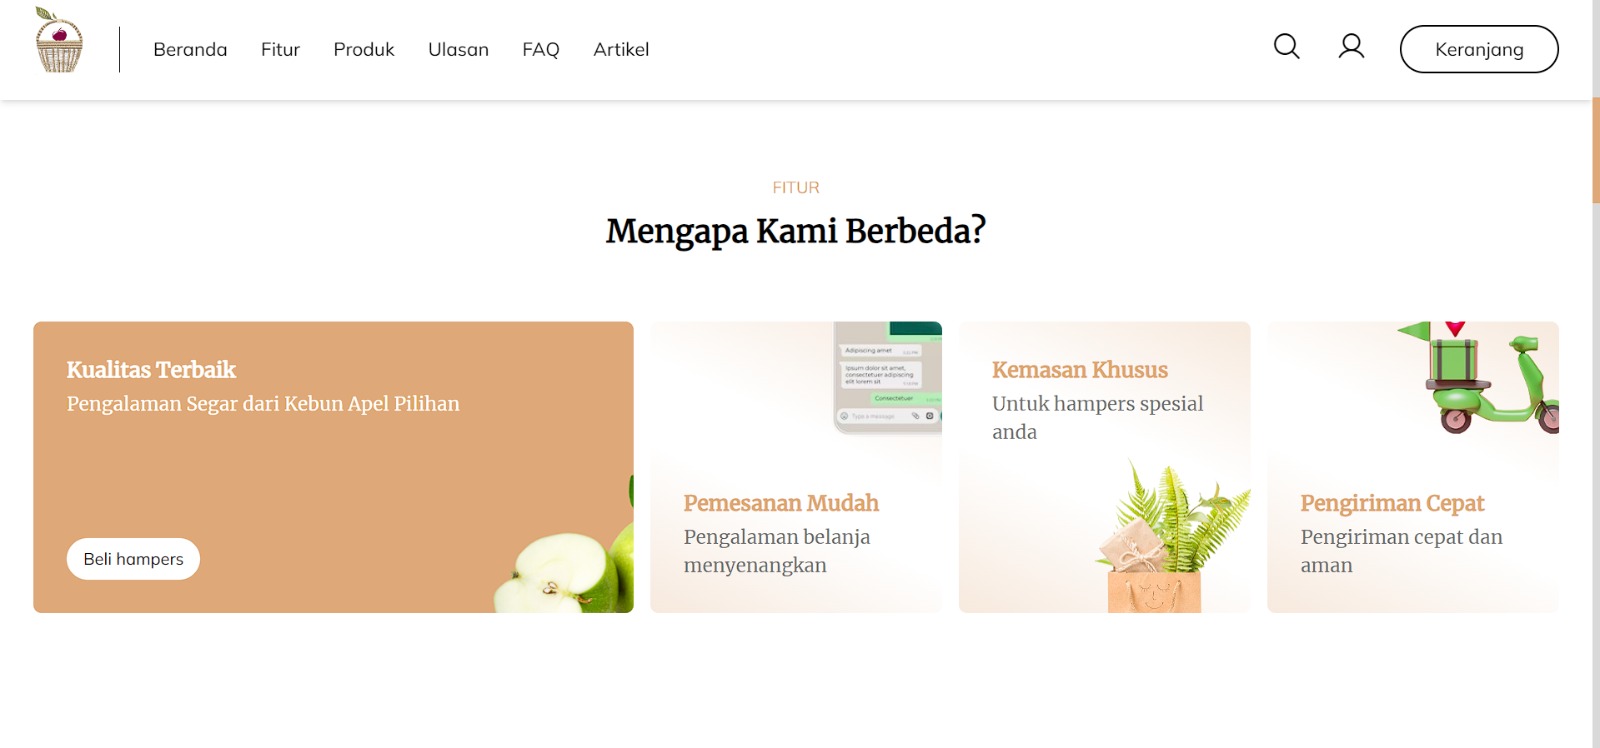 Beranda Fitur Produk Ulasan FAQ Artikel Keranjang
FITUR
Mengapa Kami Berbeda?
Kualitas Terbaik
Pengalaman Segar dari Kebun Apel Pilihan
Beli hampers
Adipiscing amet
Ipsum dolor sit amet,
consectetuer adipiscing
elit lorem sit
Consectetuer
Type a message
Pemesanan Mudah
Pengalaman belanja
menyenangkan
Kemasan Khusus
Untuk hampers spesial
anda
Pengiriman Cepat
Pengiriman cepat dan
aman